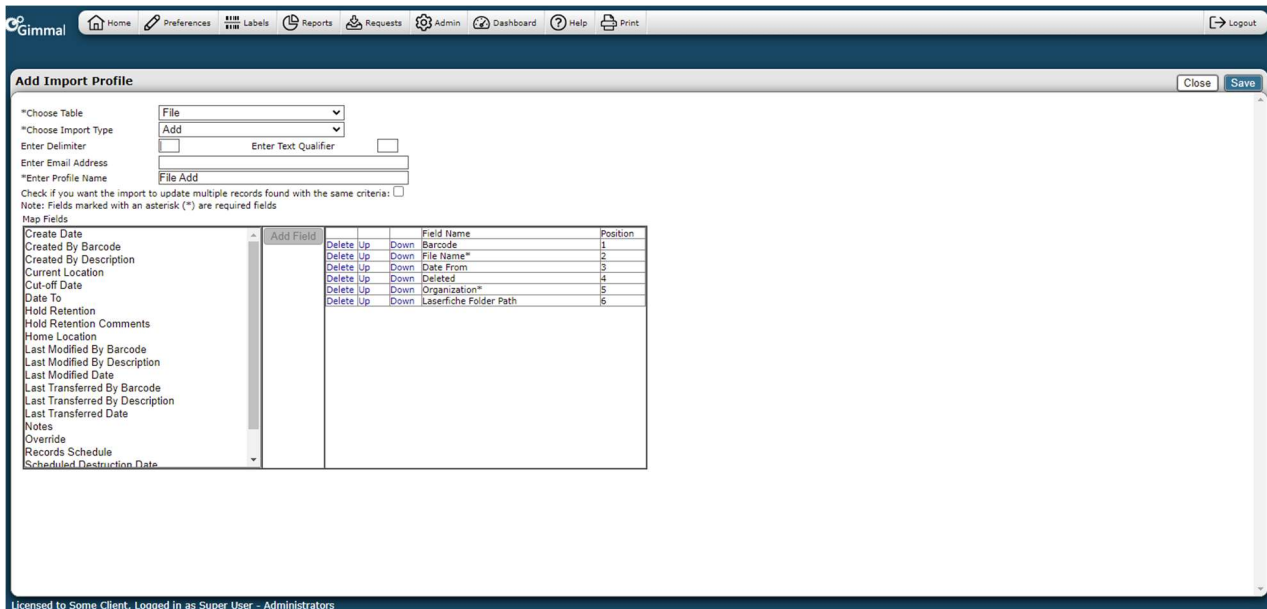 Gimmal Home Preferences Labels Reports Requests Admin Dashboard Help Print Logout
Add Import Profile Close Save
*Choose Table File
*Choose Import Type Add
Enter Delimiter | Enter Text Qualifier
Enter Email Address
*Enter Profile Name File Add
Check if you want the import to update multiple records found with the same criteria:
Note: Fields marked with an asterisk (*) are required fields
Map Fields
Create Date
Created By Barcode
Created By Description
Current Location
Cut-off Date
Date To
Hold Retention
Hold Retention Comments
Home Location
Last Modified By Barcode
Last Modified By Description
Last Modified Date
Last Transferred By Barcode
Last Transferred By Description
Last Transferred Date
Notes
Override
Records Schedule
Scheduled Destruction Date
Add Field
Field Name Position
Delete Up Down Barcode 1
Delete Up Down File Name* 2
Delete Up Down Date From 3
Delete Up Down Deleted 4
Delete Up Down Organization* 5
Delete Up Down Laserfiche Folder Path 6
Licensed to Some Client, Logged in as Super User - Administrators